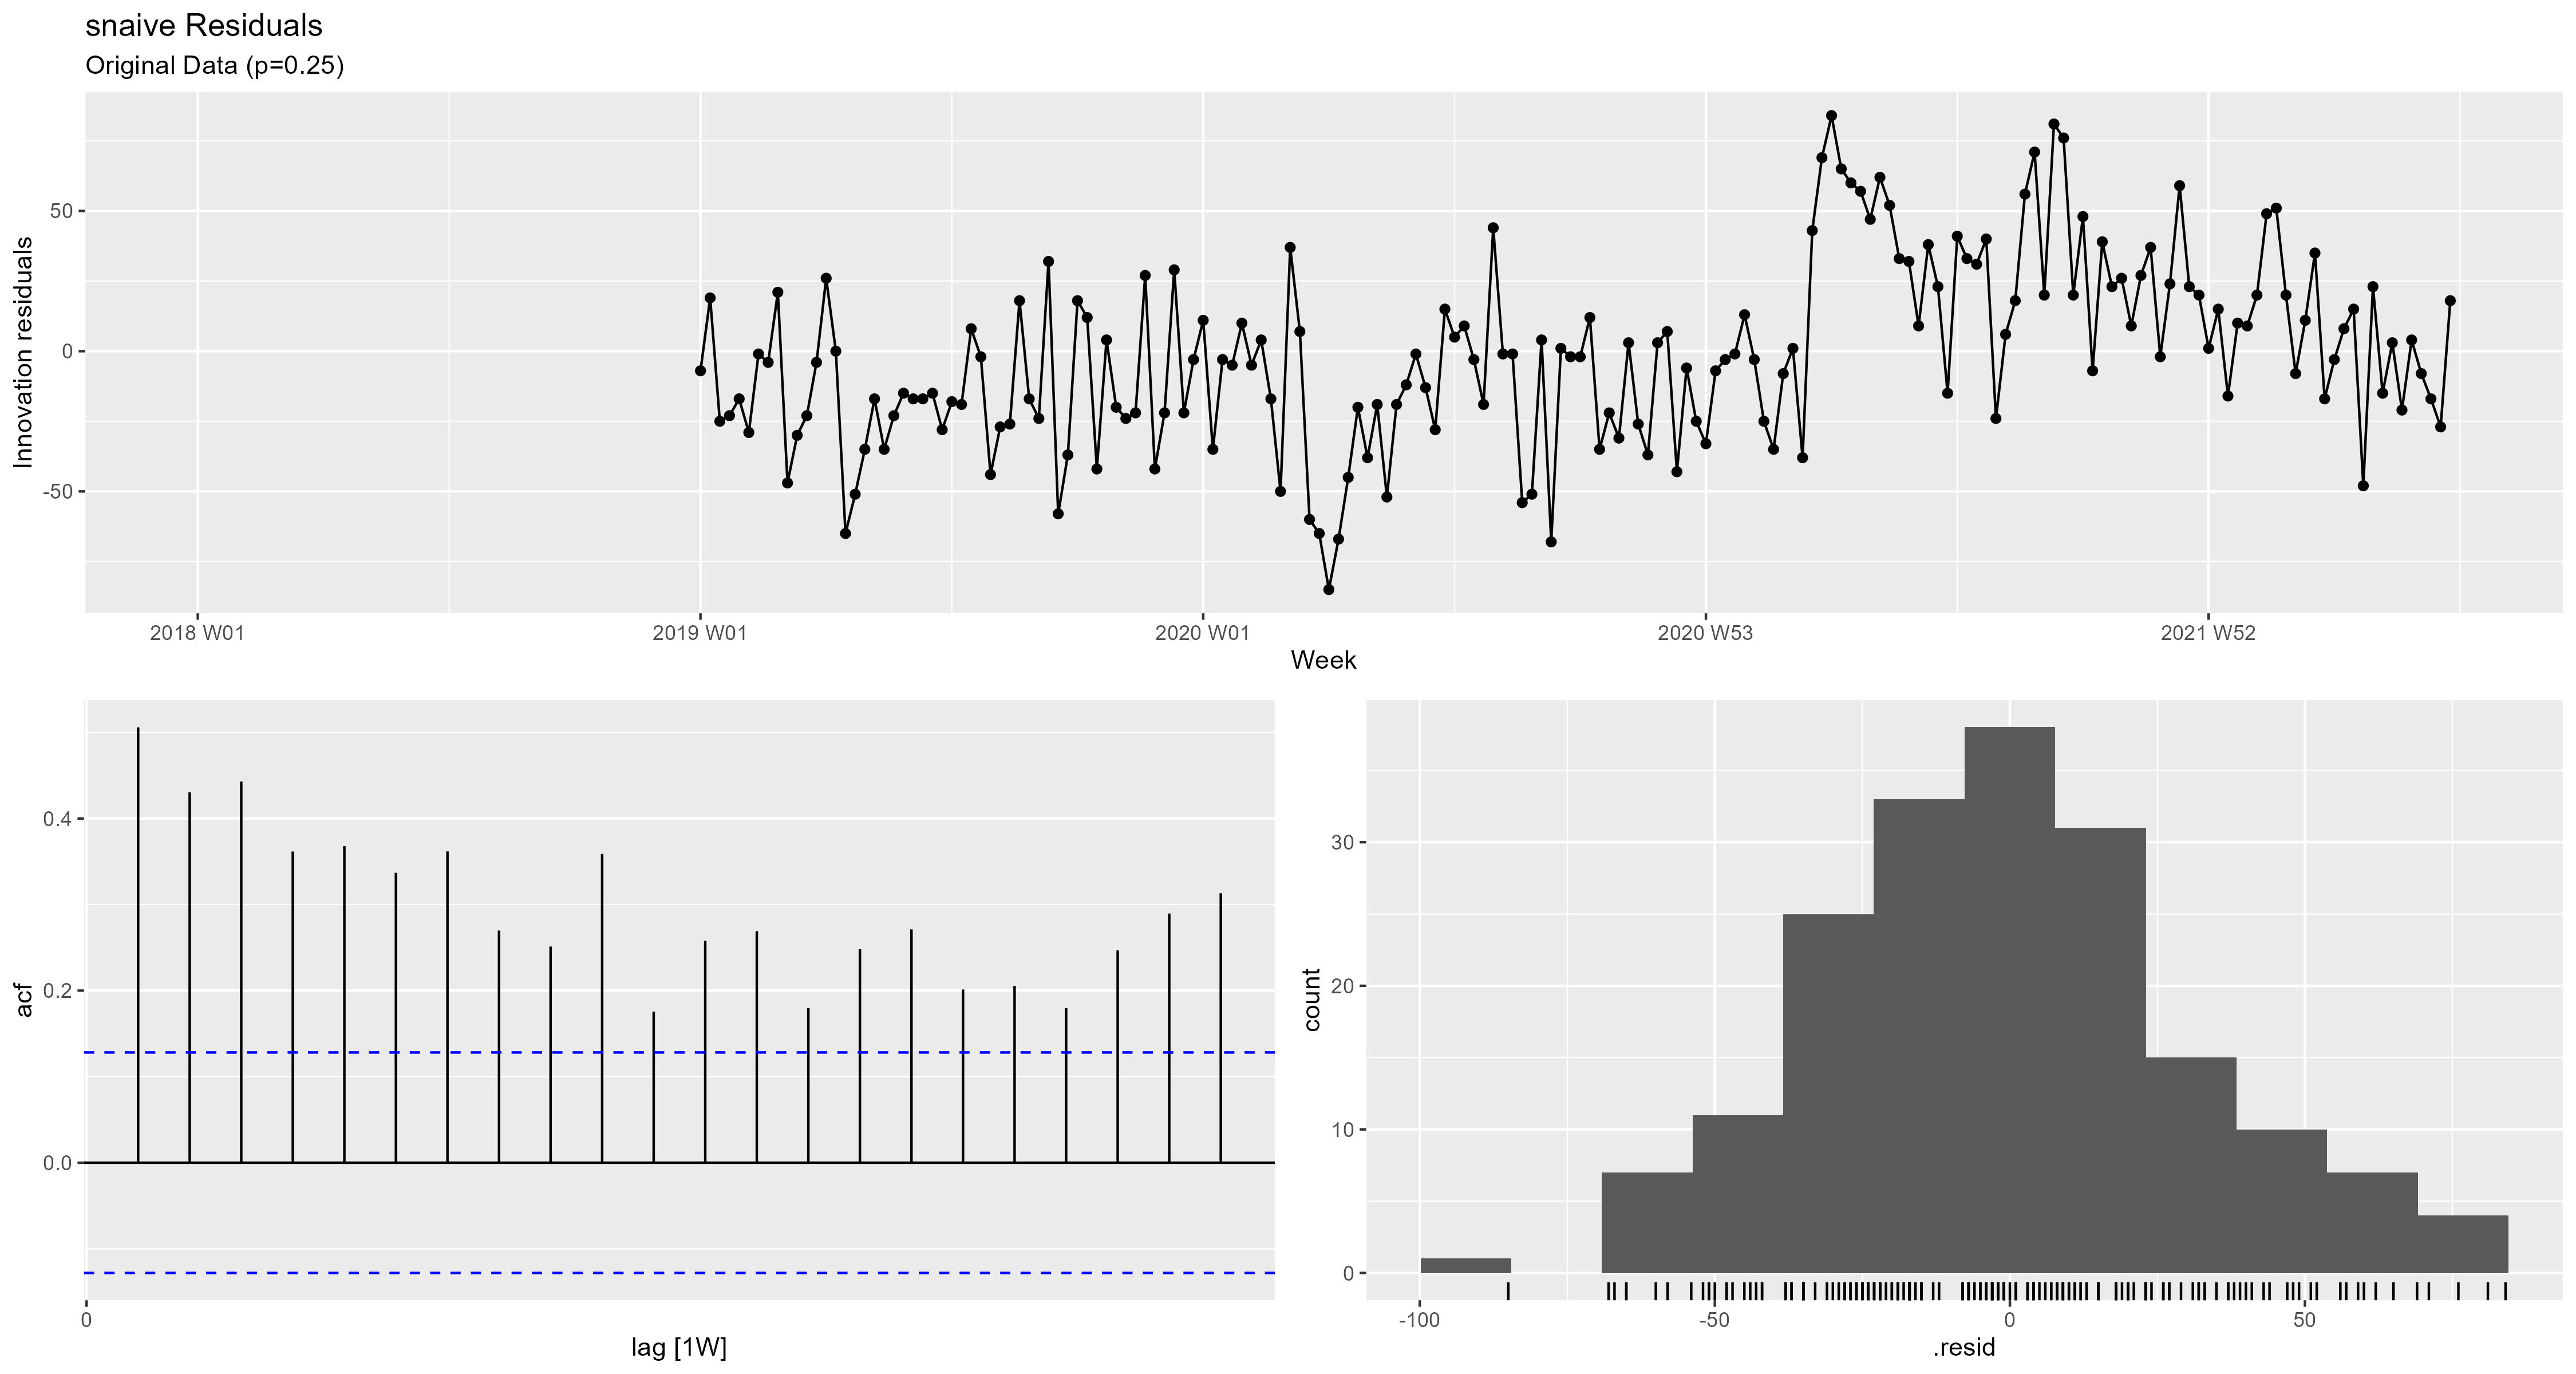 snaive Residuals
Original Data (p=0.25)
Innovation residuals
50
0
-50
2018 W01
2019 W01
2020 W01
2020 W53
2021 W52
Week
acf
0.4
0.2
0.0
0
lag [1W]
count
30
20
10
0
-100
-50
0
50
.resid